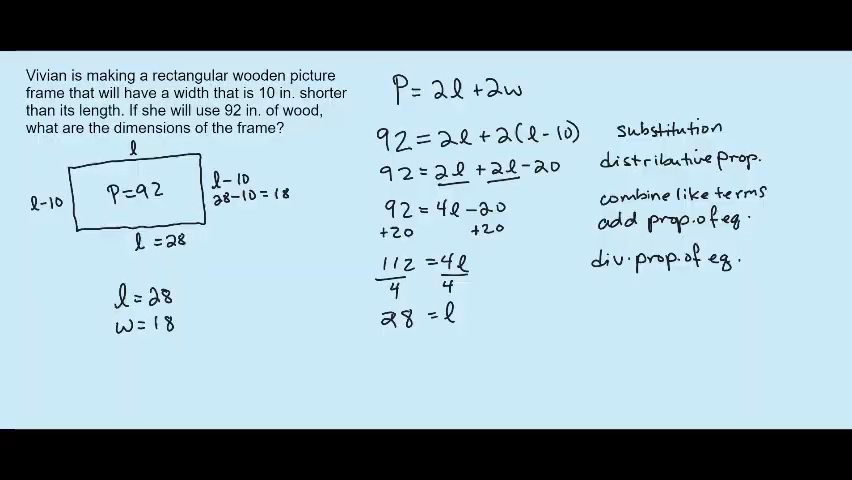 Vivian is making a rectangular wooden picture
frame that will have a width that is 10 in. shorter
than its length. If she will use 92 in. of wood,
what are the dimensions of the frame?
l
l-10
P=92
l-10
28-10=18
l=28
l=28
w=18
P=2l+2w
92=2l+2(l-10) substitution
92=2l+2l-20 distributive prop.
combine like terms
92=4l-20
add prop. of eq.
+20 +20
112=4l div. prop. of eq.
4 4
28=l